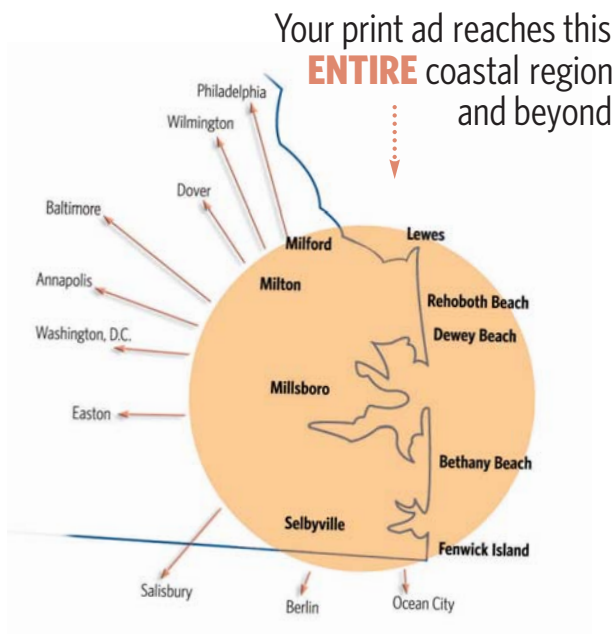 Your print ad reaches this
ENTIRE coastal region
and beyond
Philadelphia
Wilmington
Dover
Baltimore
Milford
Lewes
Annapolis
Milton
Rehoboth Beach
Washington, D.C.
Dewey Beach
Millsboro
Easton
Bethany Beach
Selbyville
Fenwick Island
Salisbury
Berlin
Ocean City